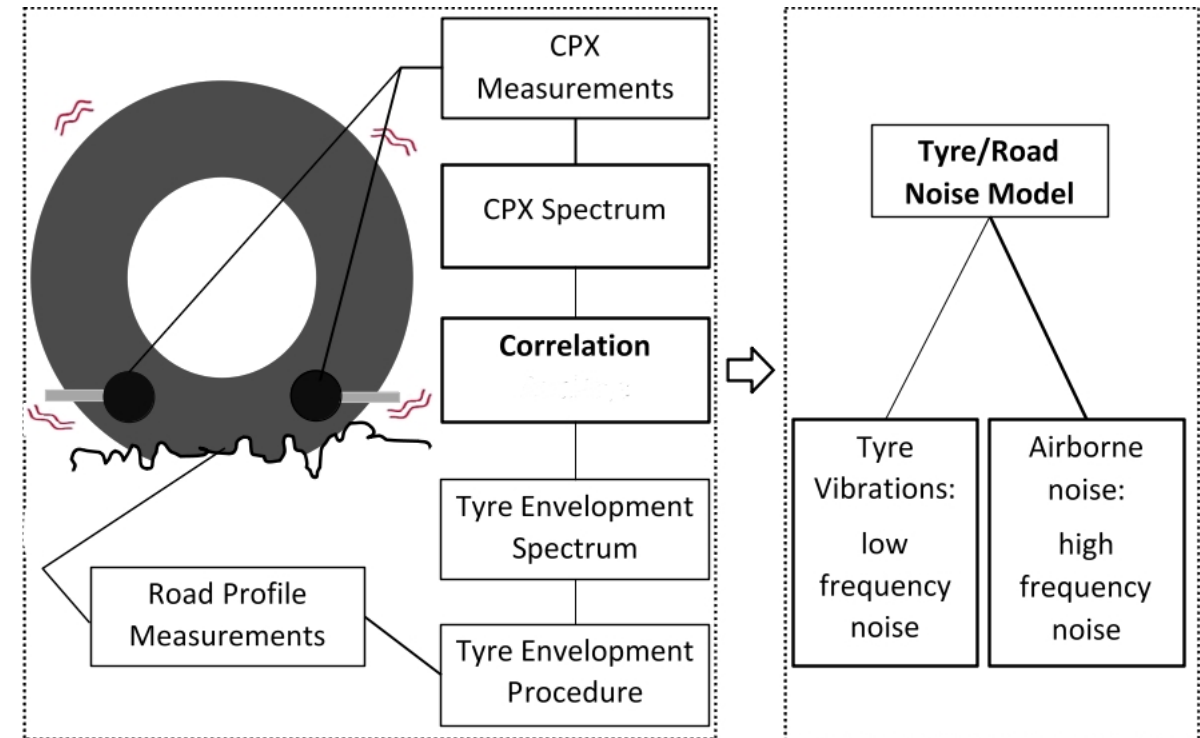 CPX
Measurements
CPX Spectrum
Correlation
Tyre Envelopment
Spectrum
Road Profile
Measurements
Tyre Envelopment
Procedure
Tyre/Road
Noise Model
Tyre
Vibrations:
low
frequency
noise
Airborne
noise:
high
frequency
noise